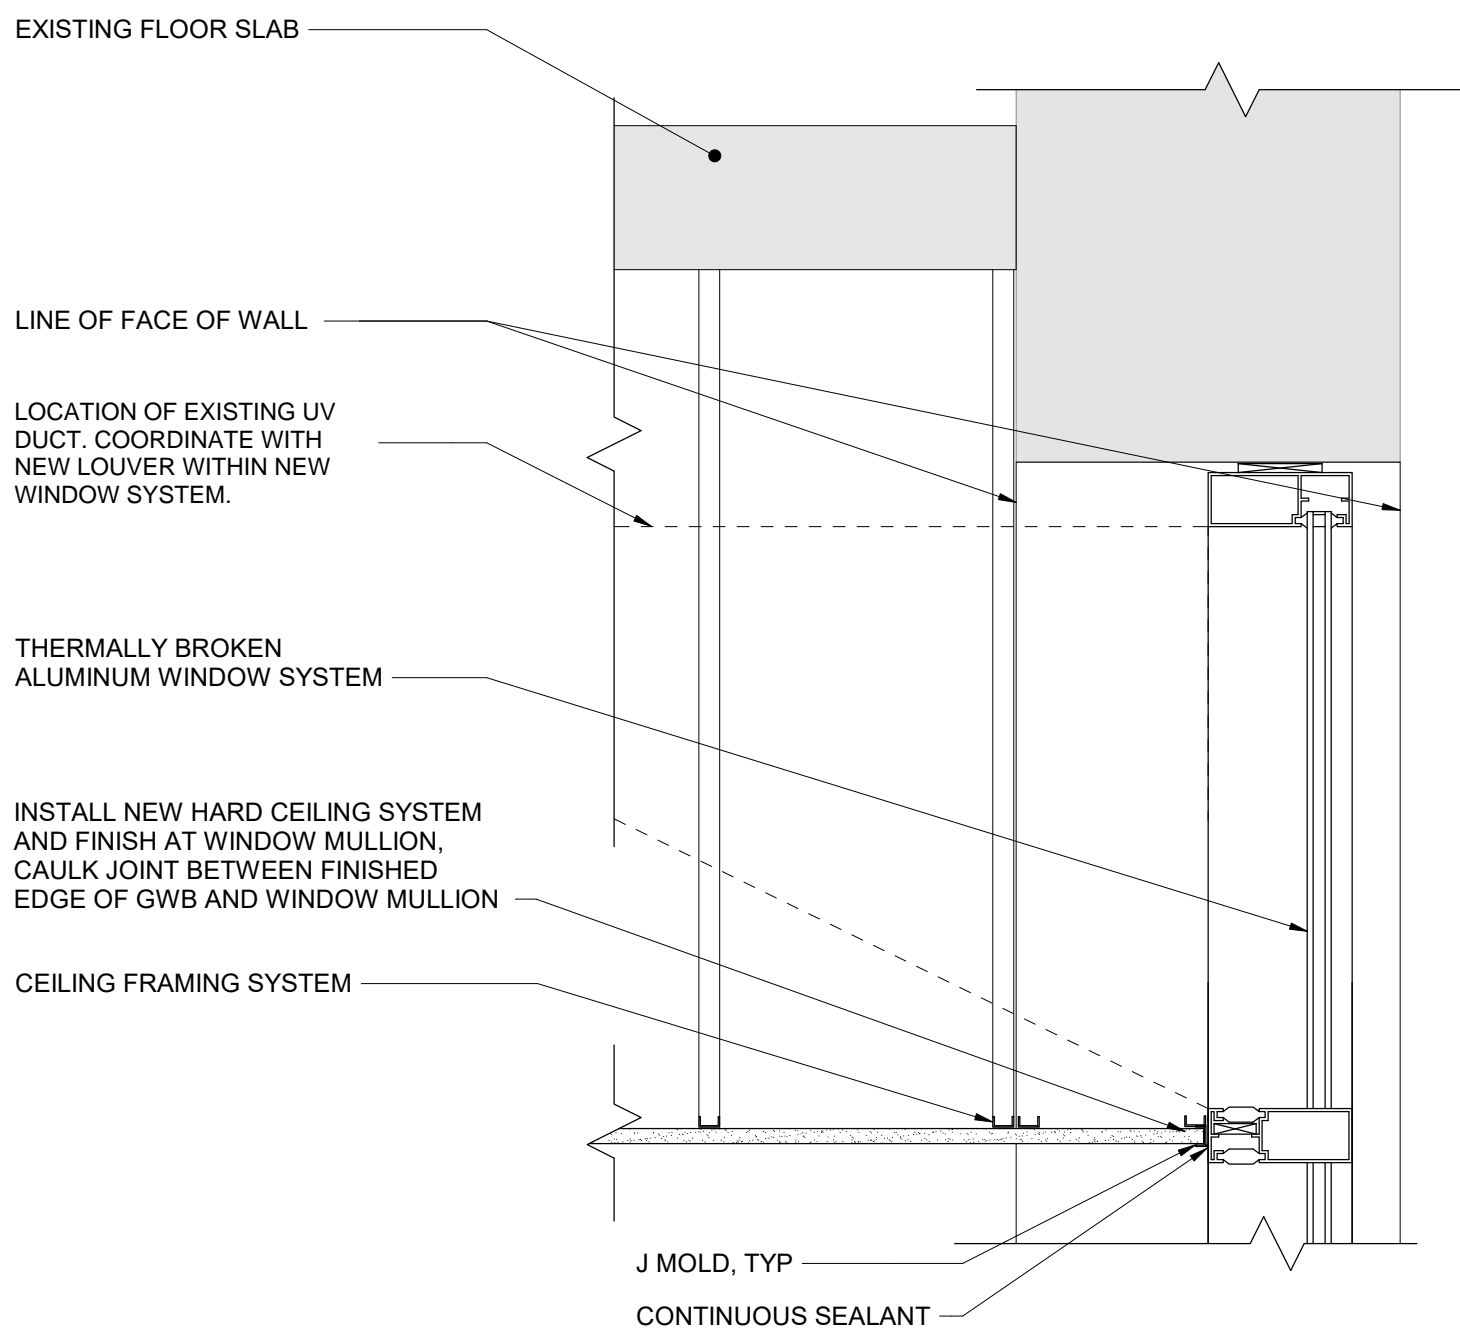 EXISTING FLOOR SLAB
LINE OF FACE OF WALL
LOCATION OF EXISTING UV
DUCT. COORDINATE WITH
NEW LOUVER WITHIN NEW
WINDOW SYSTEM.
THERMALLY BROKEN
ALUMINUM WINDOW SYSTEM
INSTALL NEW HARD CEILING SYSTEM
AND FINISH AT WINDOW MULLION,
CAULK JOINT BETWEEN FINISHED
EDGE OF GWB AND WINDOW MULLION
CEILING FRAMING SYSTEM
J MOLD, TYP
CONTINUOUS SEALANT